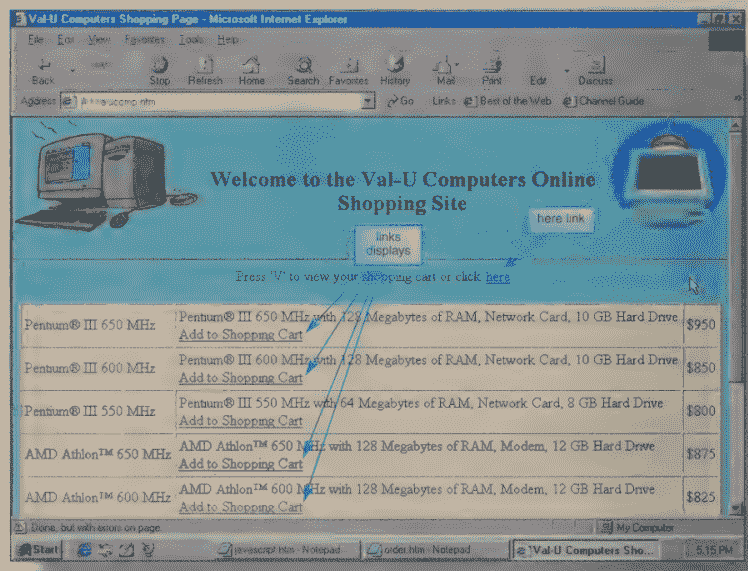 Val-U Computers Shopping Page - Microsoft Internet Explorer
File Edit View Favorites Tools Help
Back Stop Refresh Home Search Favorites History Mail Print Edit Discuss
Address Go Links Best of the Web Channel Guide
Welcome to the Val-U Computers Online
Shopping Site
here link
links
displays
Press 'V' to view your shopping cart or click here
Pentium® III 650 MHz
Pentium® III 650 MHz with 128 Megabytes of RAM, Network Card, 10 GB Hard Drive
Add to Shopping Cart
$950
Pentium® III 600 MHz
Pentium® III 600 MHz with 128 Megabytes of RAM, Network Card, 10 GB Hard Drive
Add to Shopping Cart
$850
Pentium® III 550 MHz
Pentium® III 550 MHz with 64 Megabytes of RAM, Network Card, 8 GB Hard Drive
Add to Shopping Cart
$800
AMD Athlon™ 650 MHz
AMD Athlon™ 650 MHz with 128 Megabytes of RAM, Modem, 12 GB Hard Drive
Add to Shopping Cart
$875
AMD Athlon™ 600 MHz
AMD Athlon™ 600 MHz with 128 Megabytes of RAM, Modem, 12 GB Hard Drive
Add to Shopping Cart
$825
Done, but with errors on page. My Computer
Start javascript.htm - Notepad order.htm - Notepad Val-U Computers Sho... 5:15 PM